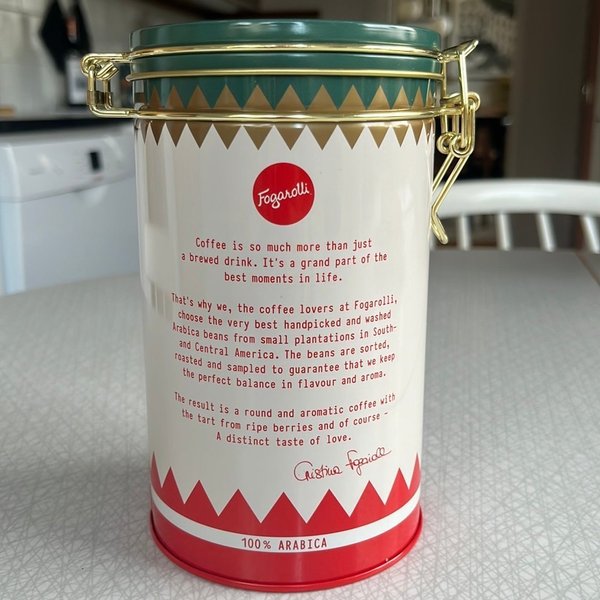 Fogarolli
Coffee is so much more than just
a brewed drink. It's a grand part of the
best moments in life.
That's why we, the coffee lovers at Fogarolli,
choose the very best handpicked and washed
Arabica beans from small plantations in South-
and Central America. The beans are sorted,
roasted and sampled to guarantee that we keep
the perfect balance in flavour and aroma.
The result is a round and aromatic coffee with
the tart from ripe berries and of course –
A distinct taste of love.
Cristina Fogarolli
100% ARABICA